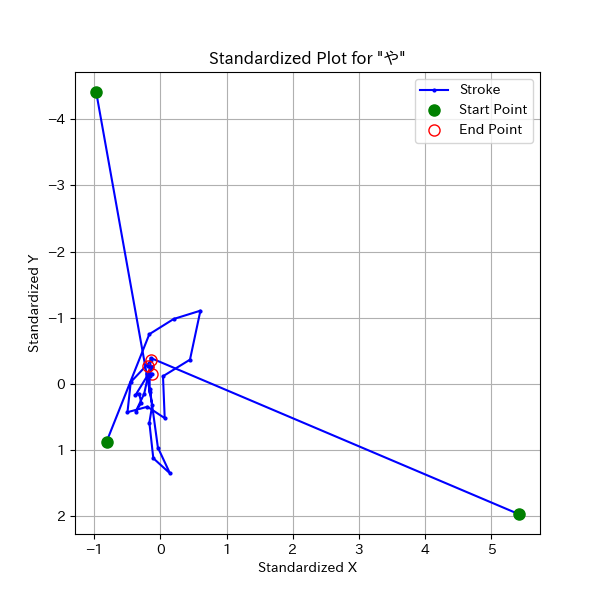 Standardized Plot for "や"
Stroke
Start Point
End Point
Standardized Y
−4
−3
−2
−1
0
1
2
−1
0
1
2
3
4
5
Standardized X